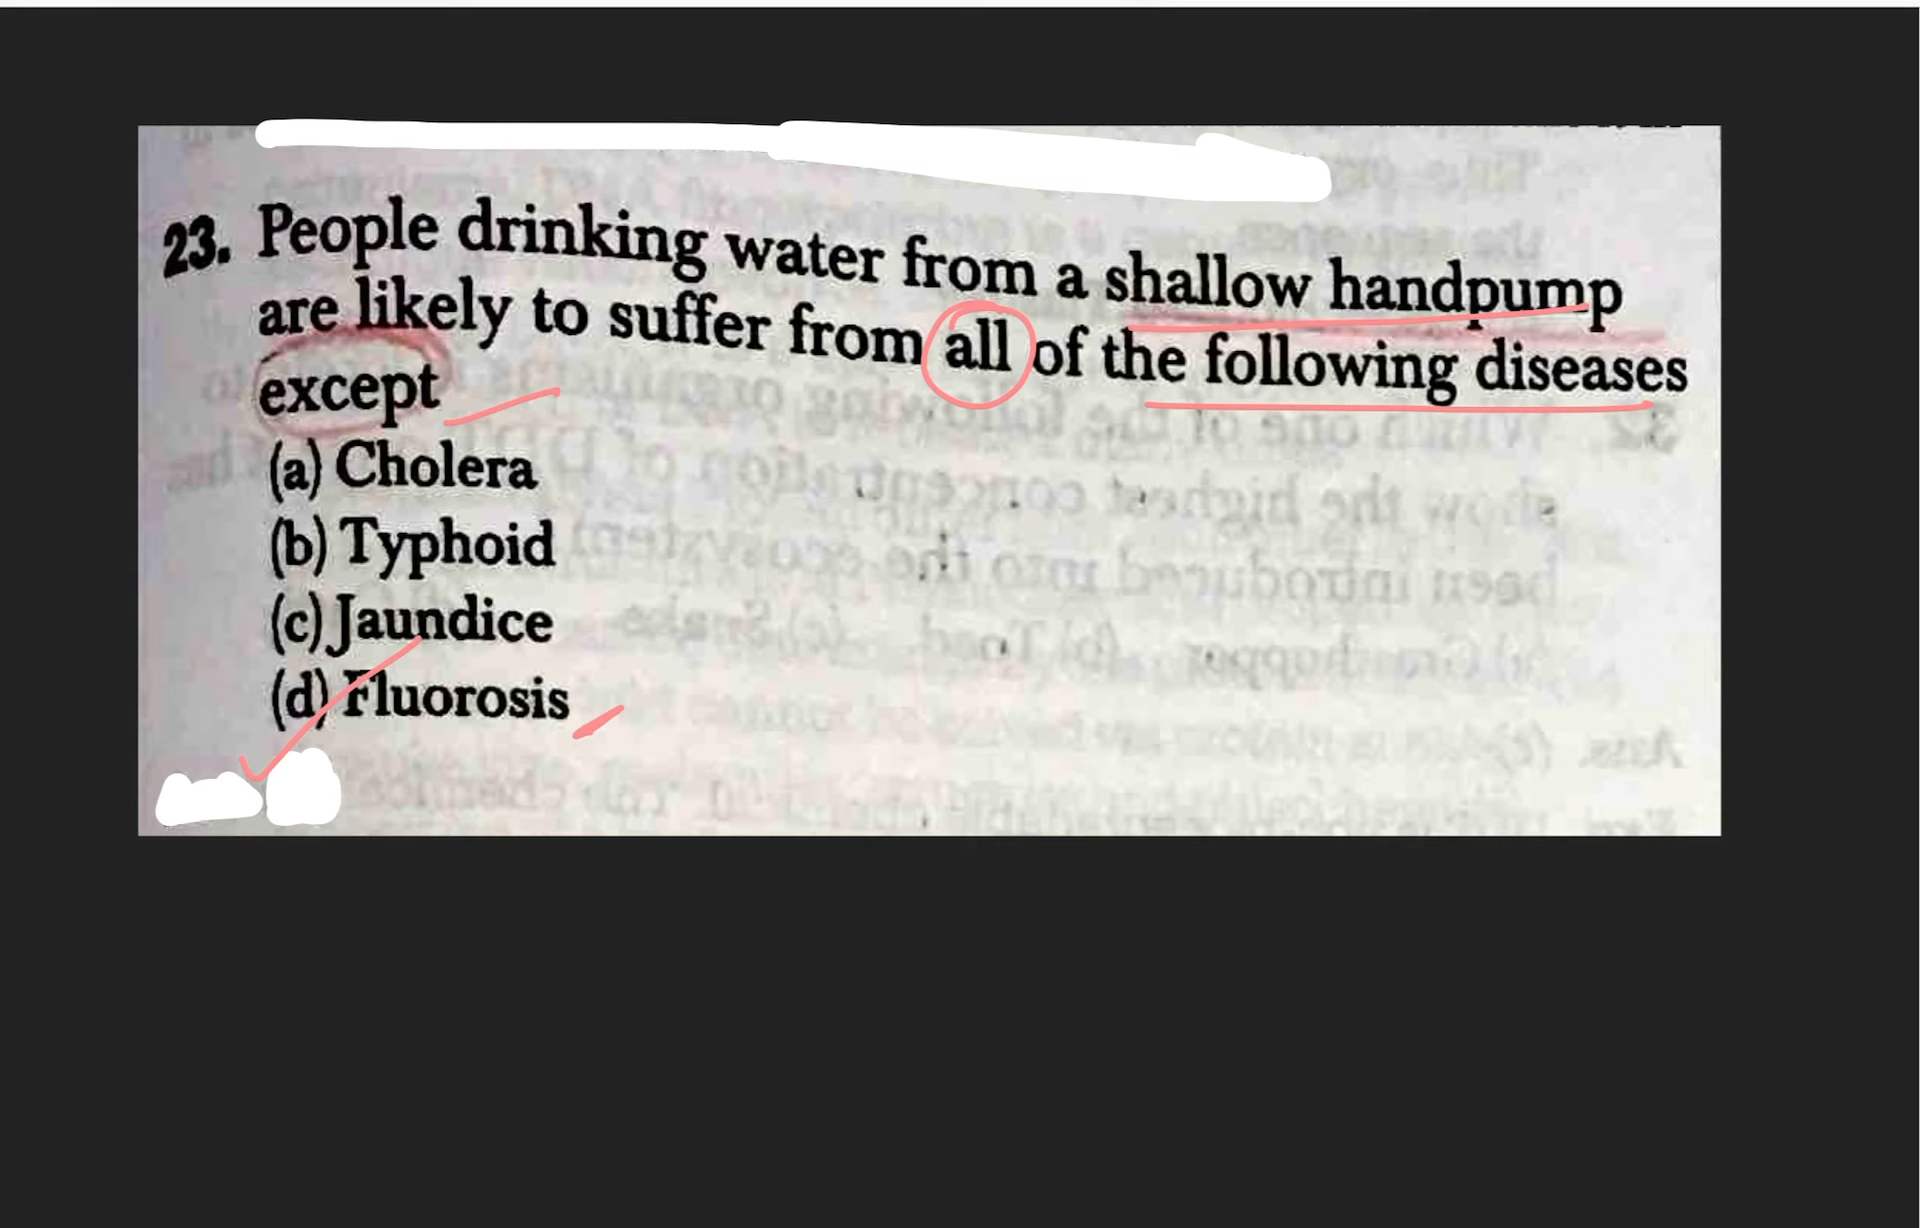 23. People drinking water from a shallow handpump
are likely to suffer from all of the following diseases
except
(a) Cholera
(b) Typhoid
(c) Jaundice
(d) Fluorosis